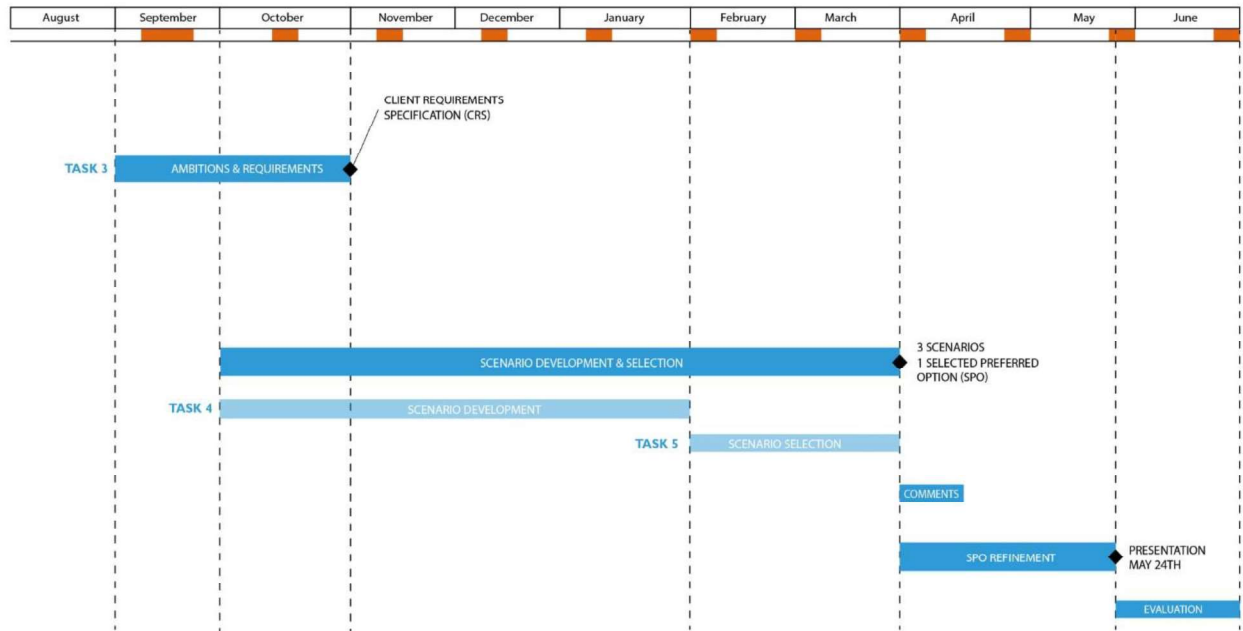 August September October November December January February March April May June
CLIENT REQUIREMENTS
SPECIFICATION (CRS)
TASK 3 AMBITIONS & REQUIREMENTS
SCENARIO DEVELOPMENT & SELECTION
3 SCENARIOS
1 SELECTED PREFERRED
OPTION (SPO)
TASK 4 SCENARIO DEVELOPMENT
TASK 5 SCENARIO SELECTION
COMMENTS
SPO REFINEMENT
PRESENTATION
MAY 24TH
EVALUATION